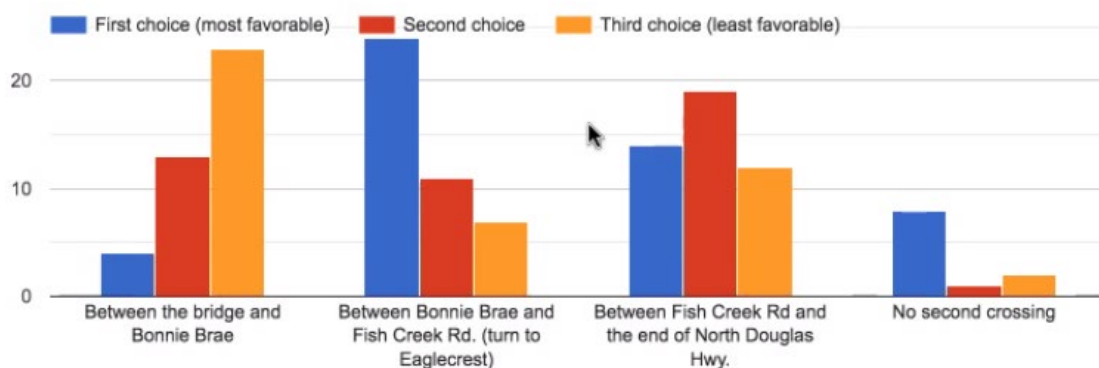 First choice (most favorable) Second choice Third choice (least favorable)
20
10
0
Between the bridge and
Bonnie Brae
Between Bonnie Brae and
Fish Creek Rd. (turn to
Eaglecrest)
Between Fish Creek Rd and
the end of North Douglas
Hwy.
No second crossing